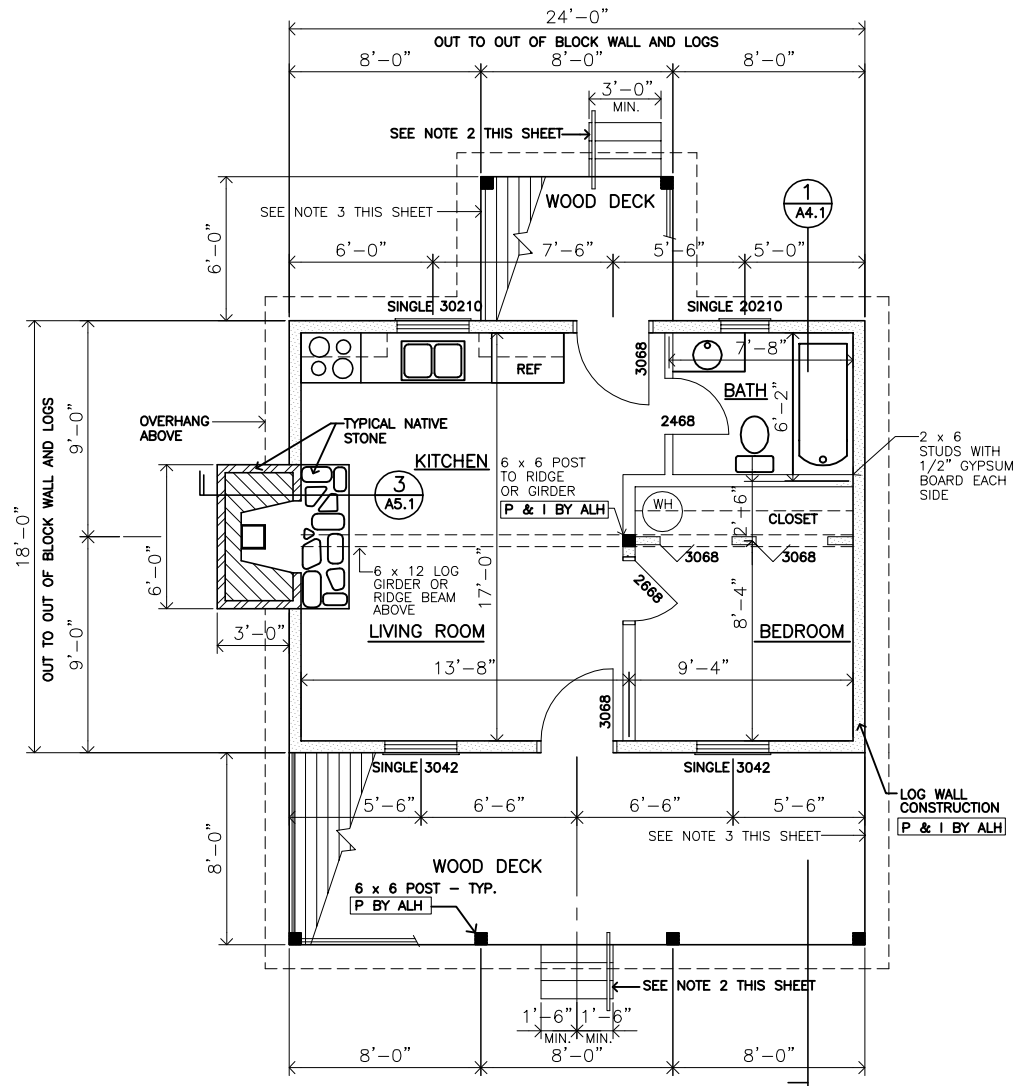 24'-0"
OUT TO OUT OF BLOCK WALL AND LOGS
8'-0" 8'-0" 8'-0"
3'-0"
MIN.
SEE NOTE 2 THIS SHEET
WOOD DECK
1
A4.1
SEE NOTE 3 THIS SHEET
6'-0"
6'-0" 7'-6" 5'-6" 5'-0"
SINGLE 30210
SINGLE 20210
REF
3068
7'-8"
BATH
6'-2"
2468
OVERHANG
ABOVE
TYPICAL NATIVE
STONE
KITCHEN
6 x 6 POST
TO RIDGE
OR GIRDER
P & I BY ALH
2 x 6
STUDS WITH
1/2" GYPSUM
BOARD EACH
SIDE
OUT TO OUT OF BLOCK WALL AND LOGS
18'-0"
9'-0"
9'-0"
3
A5.1
WH
2'-6"
CLOSET
3068
3068
6'-0"
6 x 12 LOG
GIRDER OR
RIDGE BEAM
ABOVE
17'-0"
2668
8'-4"
3'-0"
LIVING ROOM
BEDROOM
13'-8"
9'-4"
3068
SINGLE 3042
SINGLE 3042
LOG WALL
CONSTRUCTION
P & I BY ALH
5'-6" 6'-6" 6'-6" 5'-6"
SEE NOTE 3 THIS SHEET
8'-0"
WOOD DECK
6 x 6 POST - TYP.
P BY ALH
SEE NOTE 2 THIS SHEET
1'-6" 1'-6"
MIN. MIN.
8'-0" 8'-0" 8'-0"